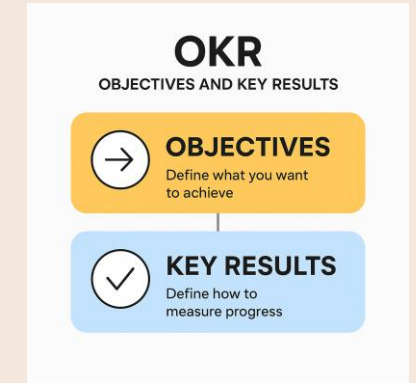 OKR
OBJECTIVES AND KEY RESULTS
OBJECTIVES
Define what you want
to achieve
KEY RESULTS
Define how to
measure progress